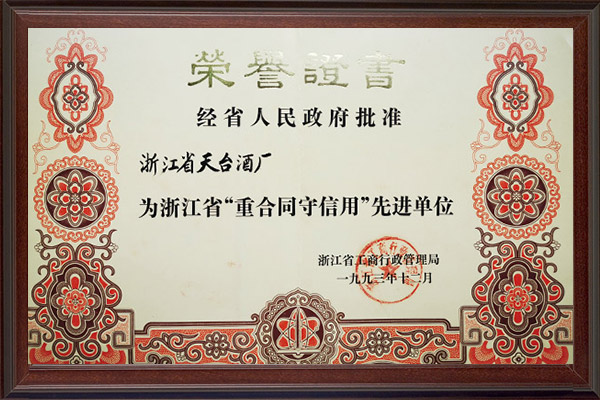 榮譽證書
经省人民政府批准
浙江省天台酒厂
为浙江省“重合同守信用”先进单位
浙江省工商行政管理局
一九九三年十二月